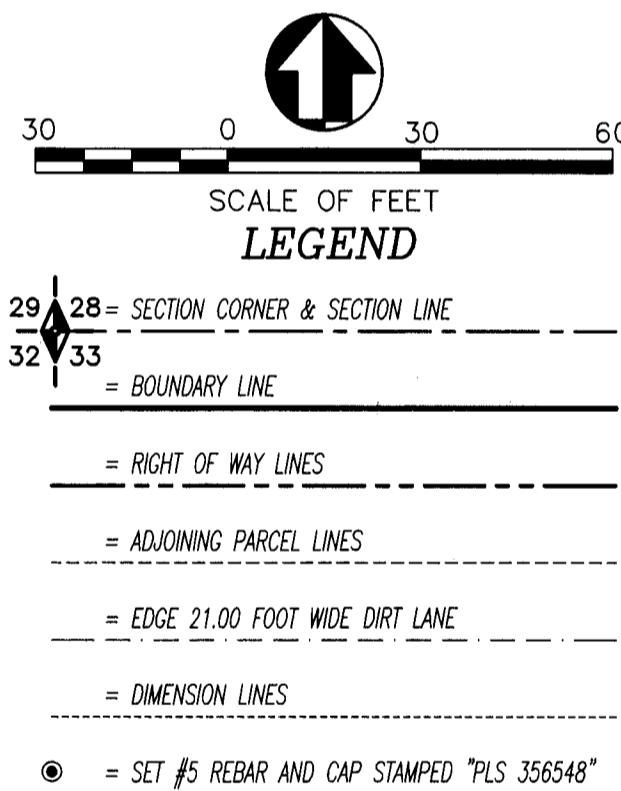 30 0 30 60
SCALE OF FEET
LEGEND
29 28 = SECTION CORNER & SECTION LINE
32 33
= BOUNDARY LINE
= RIGHT OF WAY LINES
= ADJOINING PARCEL LINES
= EDGE 21.00 FOOT WIDE DIRT LANE
= DIMENSION LINES
= SET #5 REBAR AND CAP STAMPED "PLS 356548"